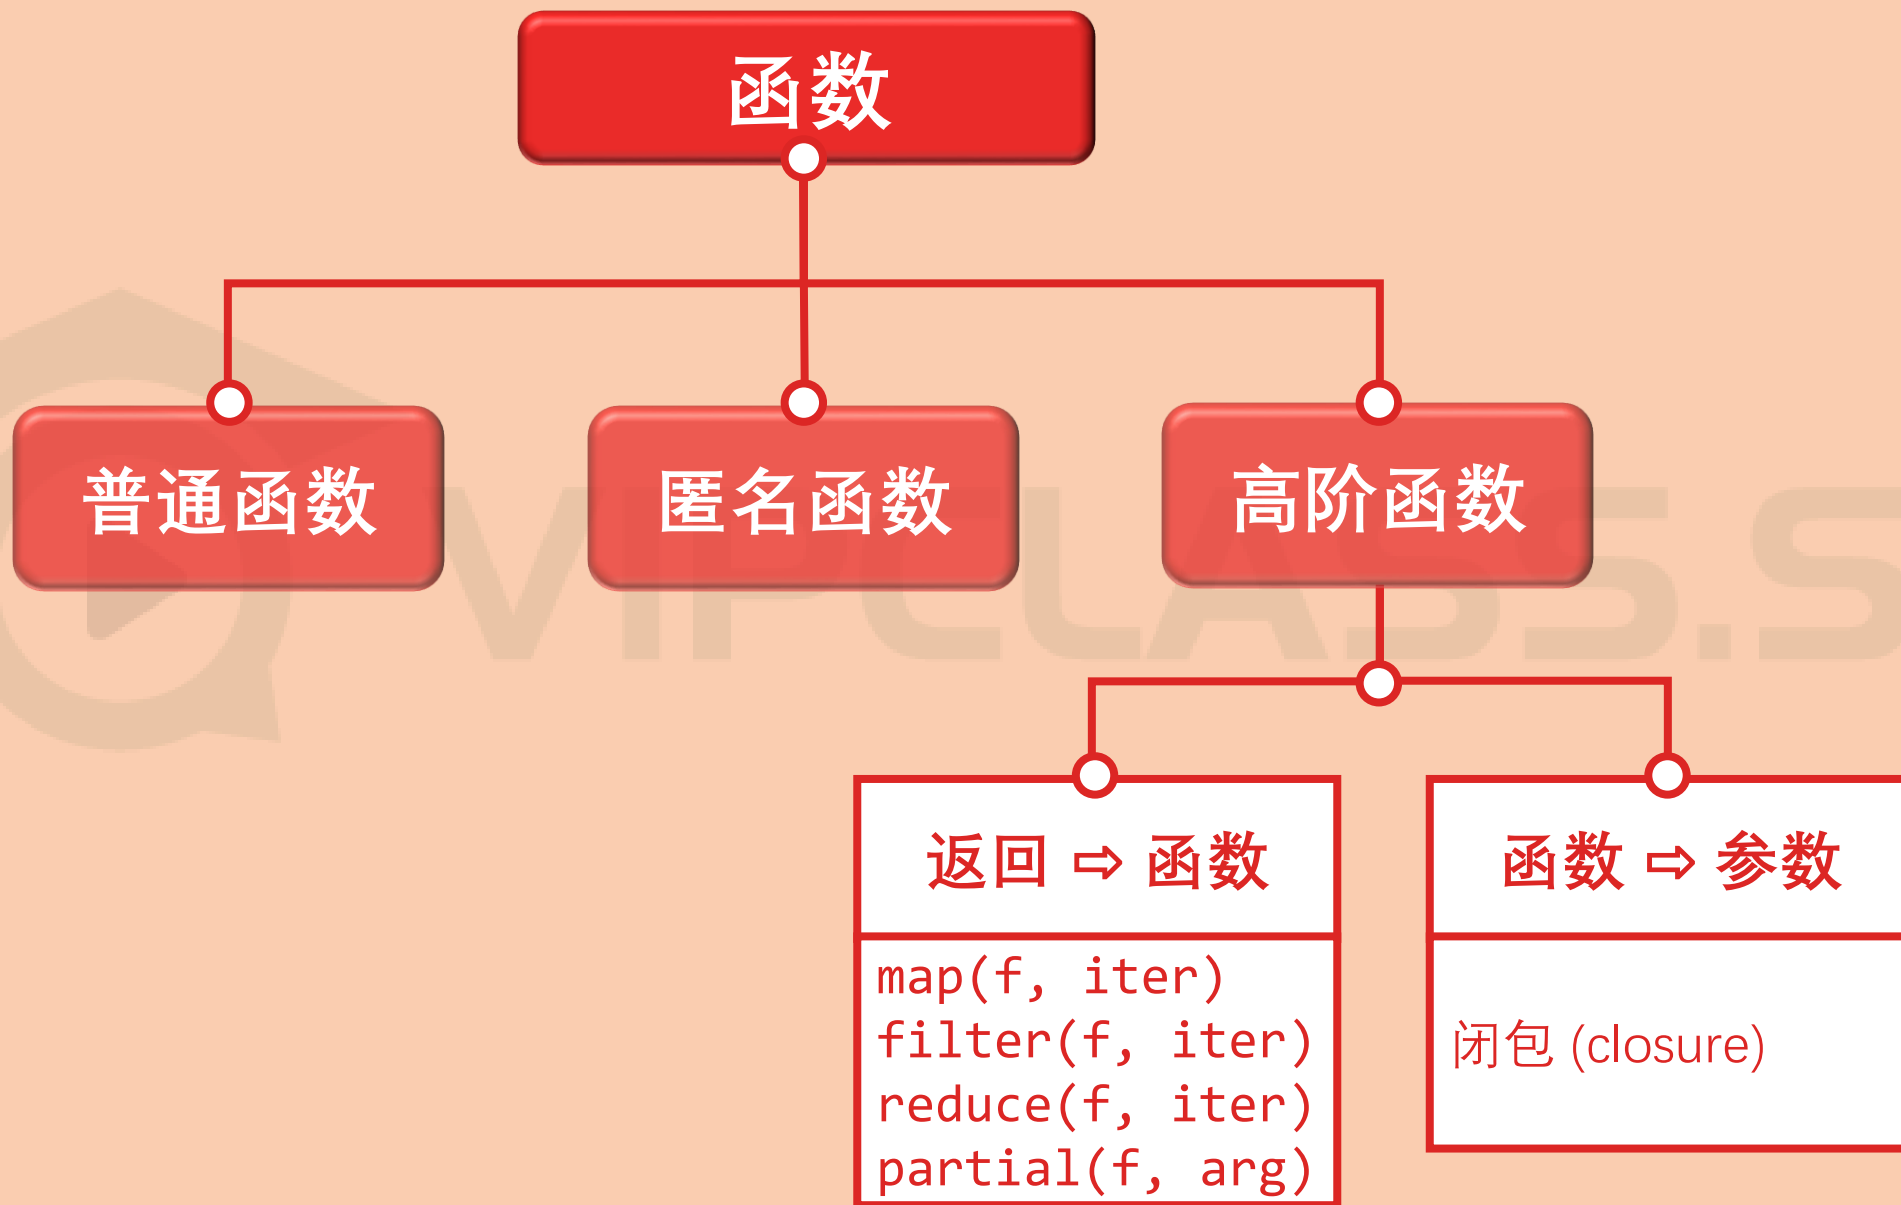 函数
普通函数
匿名函数
高阶函数
返回 ⇨ 函数
函数 ⇨ 参数
map(f, iter)
filter(f, iter)
reduce(f, iter)
partial(f, arg)
闭包 (closure)
VIPCLASS.S